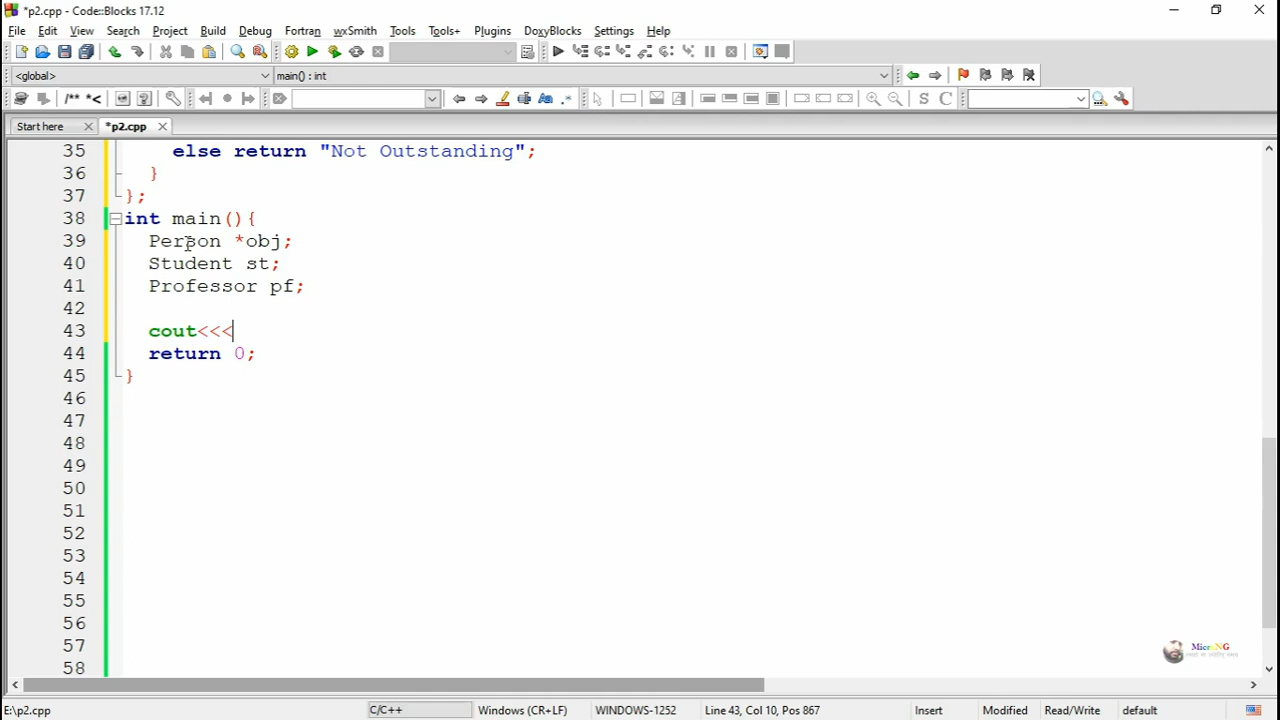 *p2.cpp - Code::Blocks 17.12
File Edit View Search Project Build Debug Fortran wxSmith Tools Tools+ Plugins DoxyBlocks Settings Help
<global> main() : int
/** *<
S C
Start here *p2.cpp
35 else return "Not Outstanding";
36 }
37 };
38 int main(){
39 Person *obj;
40 Student st;
41 Professor pf;
42
43 cout<<<
44 return 0;
45 }
46
47
48
49
50
51
52
53
54
55
56
57
58
MicroNG
E:\p2.cpp C/C++ Windows (CR+LF) WINDOWS-1252 Line 43, Col 10, Pos 867 Insert Modified Read/Write default